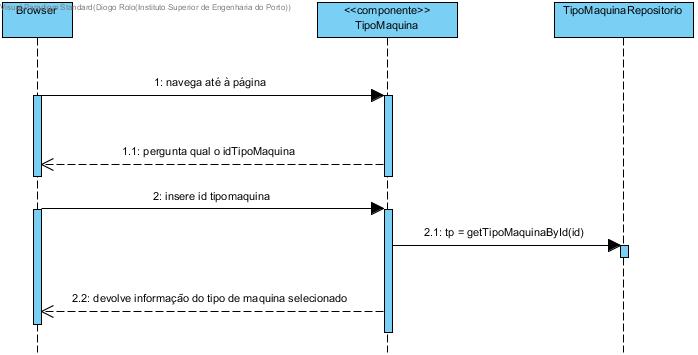 Visual Paradigm Standard(Diogo Rolo(Instituto Superior de Engenharia do Porto))
Browser
<<componente>>
TipoMaquina
TipoMaquinaRepositorio
1: navega até à página
1.1: pergunta qual o idTipoMaquina
2: insere id tipomaquina
2.1: tp = getTipoMaquinaById(id)
2.2: devolve informação do tipo de maquina selecionado